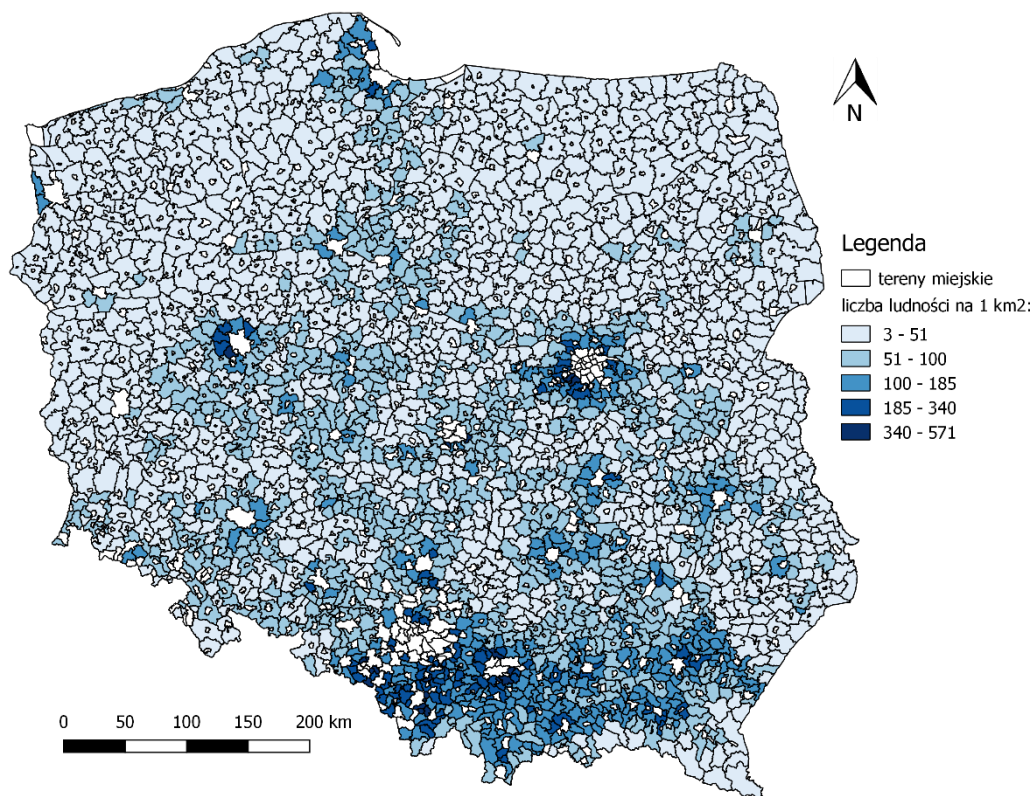 N
Legenda
tereny miejskie
liczba ludności na 1 km2:
3 - 51
51 - 100
100 - 185
185 - 340
340 - 571
0 50 100 150 200 km